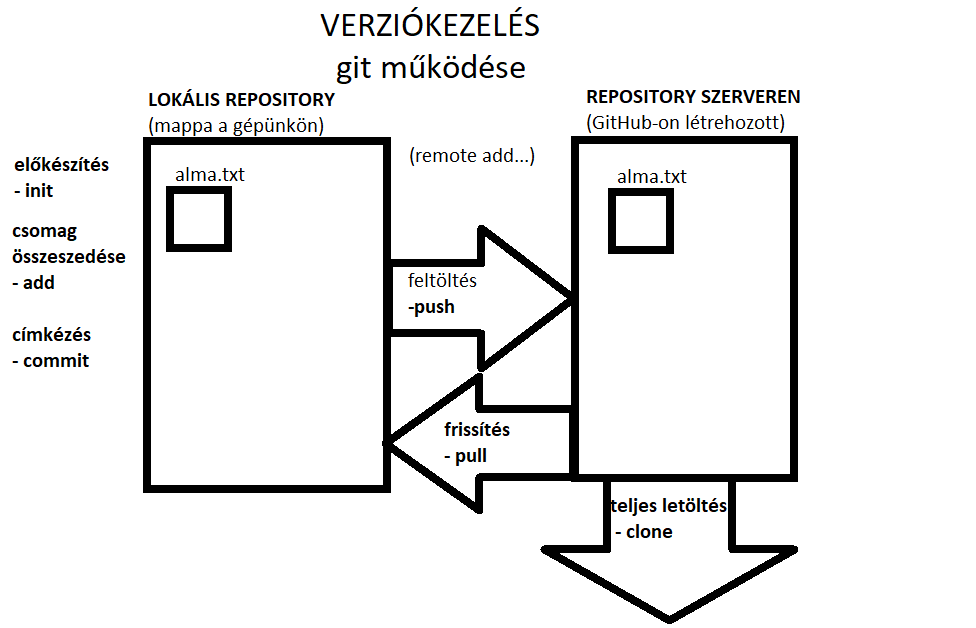 VERZIÓKEZELÉS
git működése
LOKÁLIS REPOSITORY
(mappa a gépünkön)
REPOSITORY SZERVEREN
(GitHub-on létrehozott)
előkészítés
- init
csomag
összeszedése
- add
címkézés
- commit
alma.txt
(remote add...)
alma.txt
feltöltés
-push
frissítés
- pull
teljes letöltés
- clone